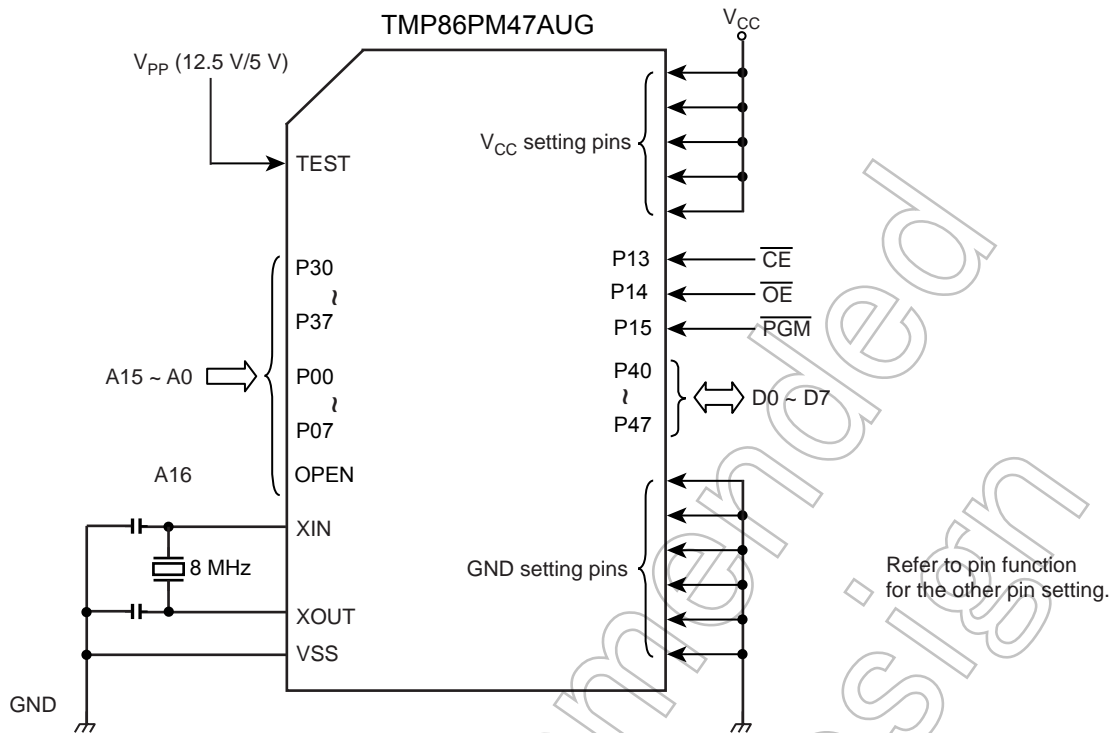 TMP86PM47AUG
VCC
VPP (12.5 V/5 V)
VCC setting pins
TEST
P30
~
P37
A15 ~ A0
P00
~
P07
A16
OPEN
P13
CE
P14
OE
P15
PGM
P40
~
P47
D0 ~ D7
XIN
8 MHz
XOUT
VSS
GND
GND setting pins
Refer to pin function
for the other pin setting.
mmended
esign